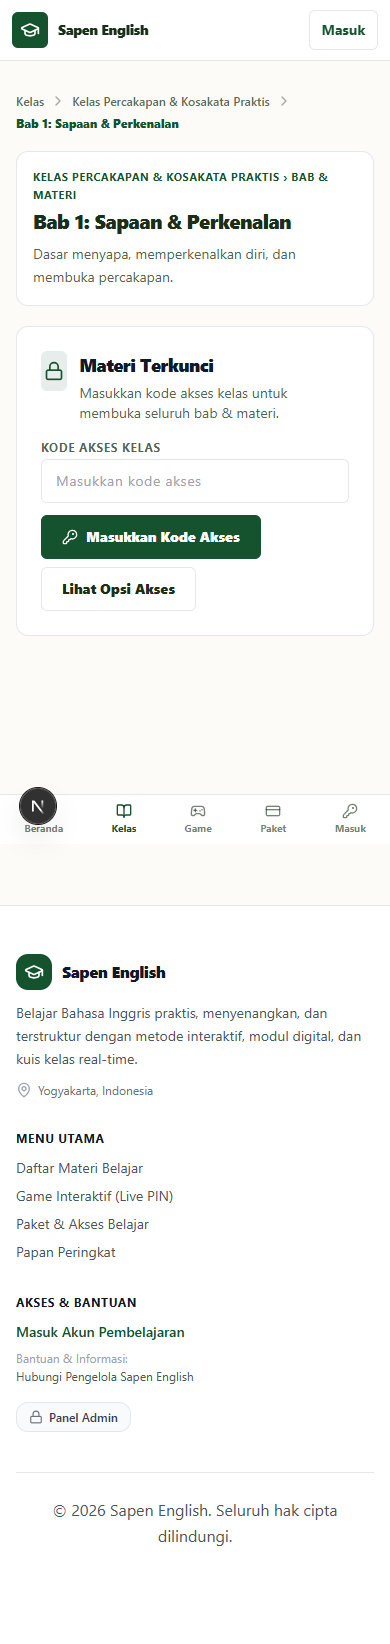 Sapen English
Masuk
Kelas
Kelas Percakapan & Kosakata Praktis
Bab 1: Sapaan & Perkenalan
KELAS PERCAKAPAN & KOSAKATA PRAKTIS › BAB &
MATERI
Bab 1: Sapaan & Perkenalan
Dasar menyapa, memperkenalkan diri, dan
membuka percakapan.
Materi Terkunci
Masukkan kode akses kelas untuk
membuka seluruh bab & materi.
KODE AKSES KELAS
Masukkan kode akses
Masukkan Kode Akses
Lihat Opsi Akses
N
Beranda
Kelas
Game
Paket
Masuk
Sapen English
Belajar Bahasa Inggris praktis, menyenangkan, dan
terstruktur dengan metode interaktif, modul digital, dan
kuis kelas real-time.
Yogyakarta, Indonesia
MENU UTAMA
Daftar Materi Belajar
Game Interaktif (Live PIN)
Paket & Akses Belajar
Papan Peringkat
AKSES & BANTUAN
Masuk Akun Pembelajaran
Bantuan & Informasi:
Hubungi Pengelola Sapen English
Panel Admin
© 2026 Sapen English. Seluruh hak cipta
dilindungi.